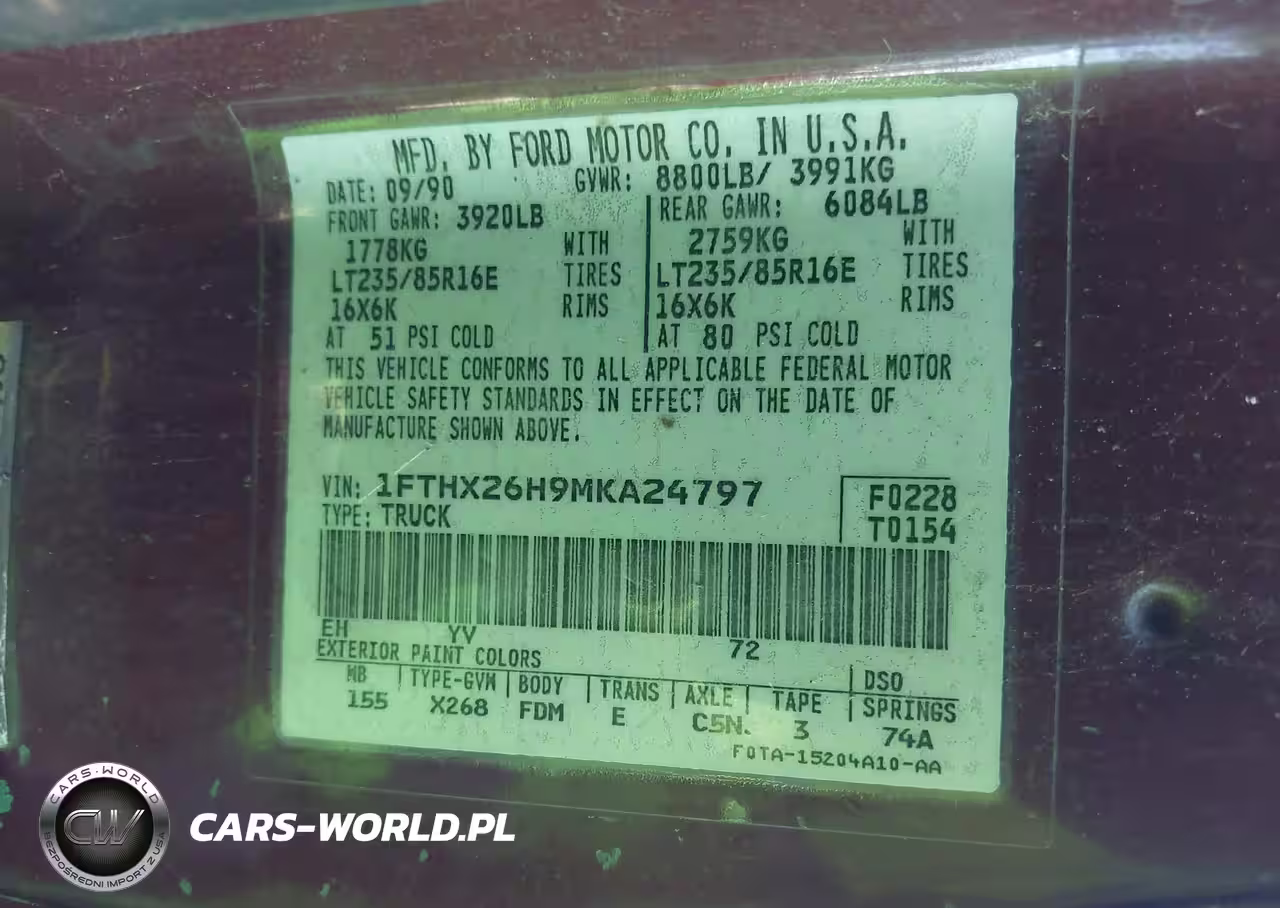 MFD. BY FORD MOTOR CO. IN U.S.A.
DATE: 09/90 GVWR: 8800LB/ 3991KG
FRONT GAWR: 3920LB REAR GAWR: 6084LB
1778KG WITH 2759KG WITH
LT235/85R16E TIRES LT235/85R16E TIRES
16X6K RIMS 16X6K RIMS
AT 51 PSI COLD AT 80 PSI COLD
THIS VEHICLE CONFORMS TO ALL APPLICABLE FEDERAL MOTOR
VEHICLE SAFETY STANDARDS IN EFFECT ON THE DATE OF
MANUFACTURE SHOWN ABOVE.
VIN: 1FTHX26H9MKA24797 F0228
TYPE: TRUCK T0154
EH YV 72
EXTERIOR PAINT COLORS DSO
WB TYPE-GVW BODY TRANS AXLE TAPE SPRINGS
155 X268 FDM E C5N. 3 74A
F0TA-15204A10-AA
CARS-WORLD
CW
BEZPOŚREDNI IMPORT Z USA
CARS-WORLD.PL